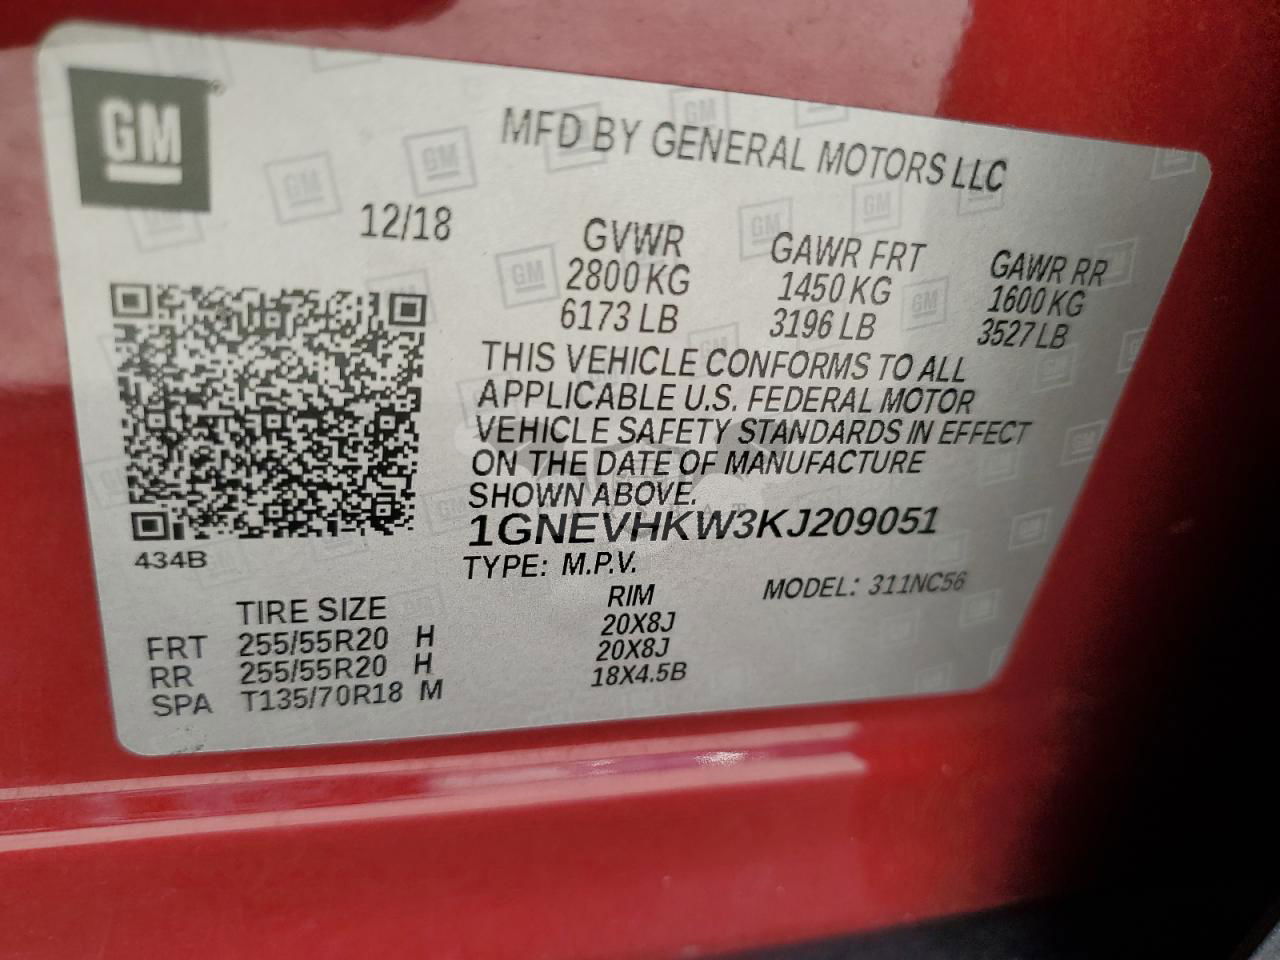 GM
MFD BY GENERAL MOTORS LLC
12/18
GVWR GAWR FRT GAWR RR
2800 KG 1450 KG 1600 KG
6173 LB 3196 LB 3527 LB
THIS VEHICLE CONFORMS TO ALL
APPLICABLE U.S. FEDERAL MOTOR
VEHICLE SAFETY STANDARDS IN EFFECT
ON THE DATE OF MANUFACTURE
SHOWN ABOVE.
1GNEVHKW3KJ209051
434B
TYPE: M.P.V. MODEL: 311NC56
TIRE SIZE RIM
FRT 255/55R20 H 20X8J
RR 255/55R20 H 20X8J
SPA T135/70R18 M 18X4.5B